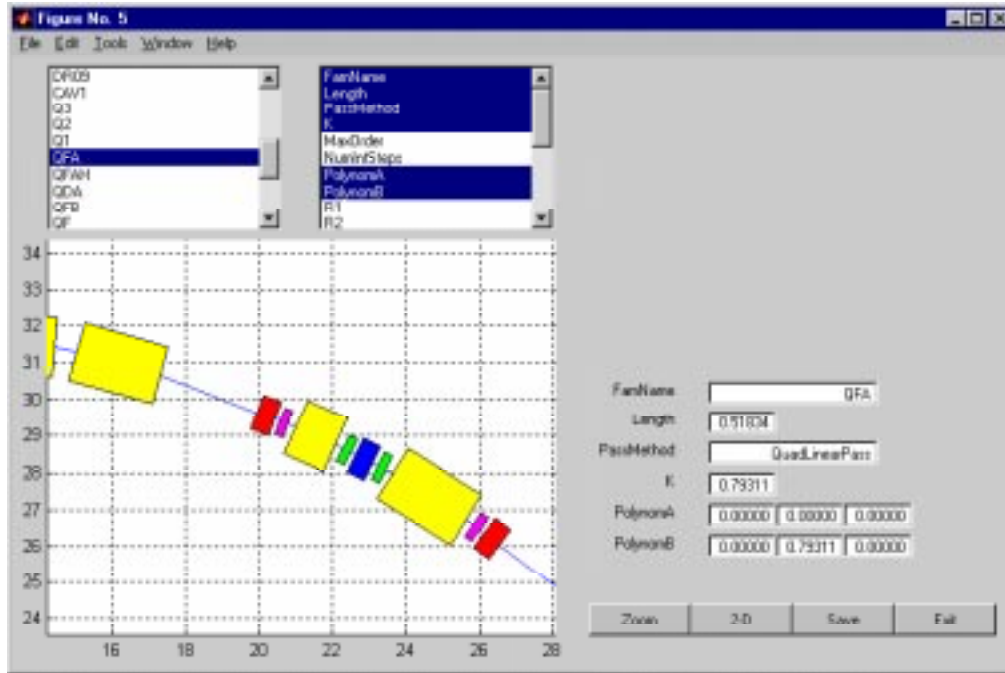 Figure No. 5
File Edit Tools Window Help
DR09
CAV1
Q3
Q2
Q1
QFA
QFAH
QDA
QFB
QF
FamName
Length
PassMethod
K
MaxOrder
NumIntSteps
PolynomA
PolynomB
R1
R2
34
33
32
31
30
29
28
27
26
25
24
16 18 20 22 24 26 28
FamName QFA
Length 0.51834
PassMethod QuadLinearPass
K 0.79311
PolynomA 0.00000 0.00000 0.00000
PolynomB 0.00000 0.79311 0.00000
Zoom 2-D Save Exit